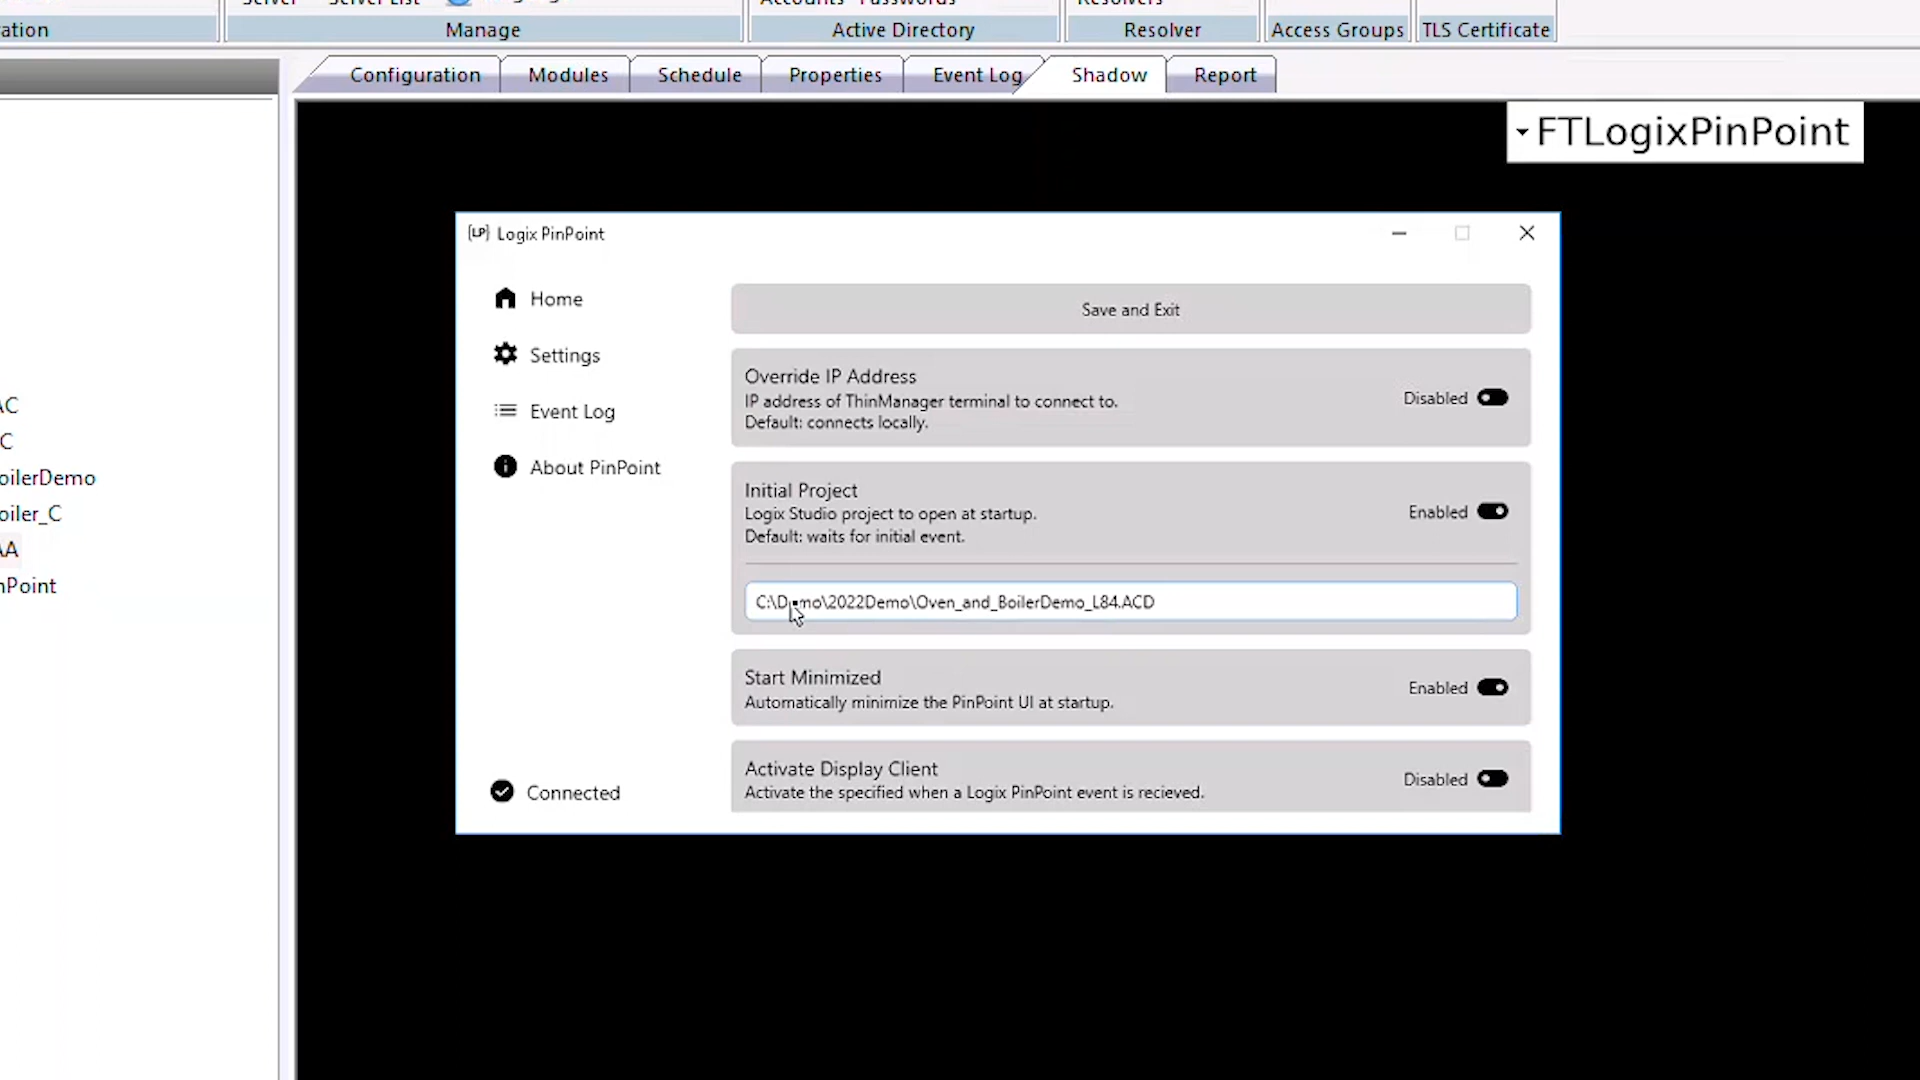 ation
Manage
Active Directory
Resolver
Access Groups
TLS Certificate
Configuration
Modules
Schedule
Properties
Event Log
Shadow
Report
FTLogixPinPoint
AC
C
oilerDemo
oiler_C
AA
nPoint
{LP} Logix PinPoint
Home
Settings
Event Log
About PinPoint
Connected
Save and Exit
Override IP Address
IP address of ThinManager terminal to connect to.
Default: connects locally.
Disabled
Initial Project
Logix Studio project to open at startup.
Default: waits for initial event.
Enabled
C:\Demo\2022Demo\Oven_and_BoilerDemo_L84.ACD
Start Minimized
Automatically minimize the PinPoint UI at startup.
Enabled
Activate Display Client
Activate the specified when a Logix PinPoint event is recieved.
Disabled